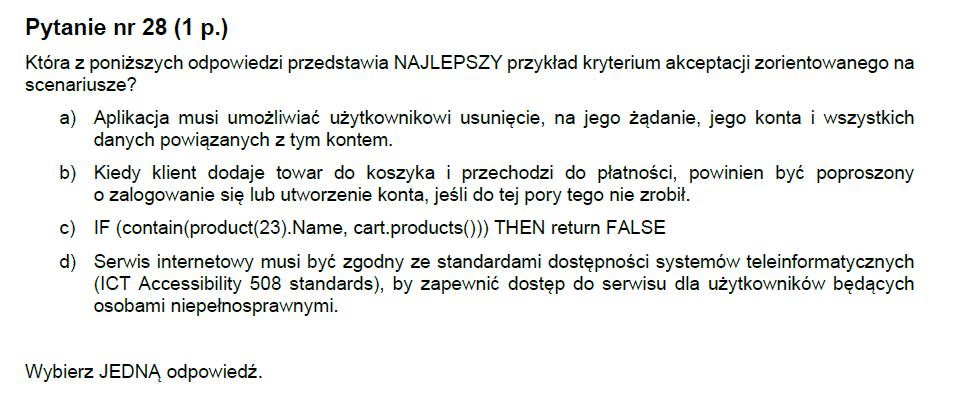 Pytanie nr 28 (1 p.)
Która z poniższych odpowiedzi przedstawia NAJLEPSZY przykład kryterium akceptacji zorientowanego na
scenariusze?
a) Aplikacja musi umożliwiać użytkownikowi usunięcie, na jego żądanie, jego konta i wszystkich
danych powiązanych z tym kontem.
b) Kiedy klient dodaje towar do koszyka i przechodzi do płatności, powinien być poproszony
o zalogowanie się lub utworzenie konta, jeśli do tej pory tego nie zrobił.
c) IF (contain(product(23).Name, cart.products())) THEN return FALSE
d) Serwis internetowy musi być zgodny ze standardami dostępności systemów teleinformatycznych
(ICT Accessibility 508 standards), by zapewnić dostęp do serwisu dla użytkowników będących
osobami niepełnosprawnymi.
Wybierz JEDNĄ odpowiedź.